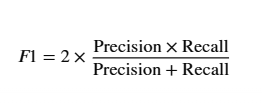 F1 = 2 × Precision × Recall / Precision + Recall